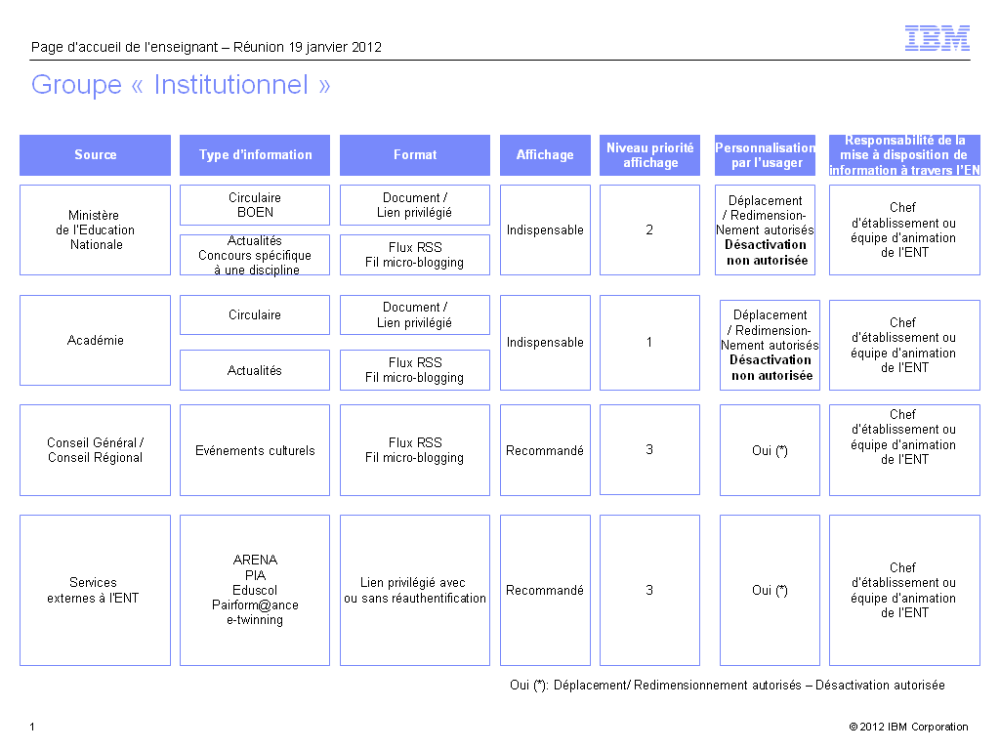 Page d'accueil de l'enseignant – Réunion 19 janvier 2012
IBM
Groupe « Institutionnel »
Source
Type d'information
Format
Affichage
Niveau priorité
affichage
Personnalisation
par l'usager
Responsabilité de la
mise à disposition de
information à travers l'EN
Ministère
de l'Education
Nationale
Circulaire
BOEN
Actualités
Concours spécifique
à une discipline
Document /
Lien privilégié
Flux RSS
Fil micro-blogging
Indispensable
2
Déplacement
/ Redimension-
Nement autorisés
Désactivation
non autorisée
Chef
d'établissement ou
équipe d'animation
de l'ENT
Académie
Circulaire
Actualités
Document /
Lien privilégié
Flux RSS
Fil micro-blogging
Indispensable
1
Déplacement
/ Redimension-
Nement autorisés
Désactivation
non autorisée
Chef
d'établissement ou
équipe d'animation
de l'ENT
Conseil Général /
Conseil Régional
Evénements culturels
Flux RSS
Fil micro-blogging
Recommandé
3
Oui (*)
Chef
d'établissement ou
équipe d'animation
de l'ENT
Services
externes à l'ENT
ARENA
PIA
Eduscol
Pairform@ance
e-twinning
Lien privilégié avec
ou sans réauthentification
Recommandé
3
Oui (*)
Chef
d'établissement ou
équipe d'animation
de l'ENT
Oui (*): Déplacement/ Redimensionnement autorisés – Désactivation autorisée
1
© 2012 IBM Corporation